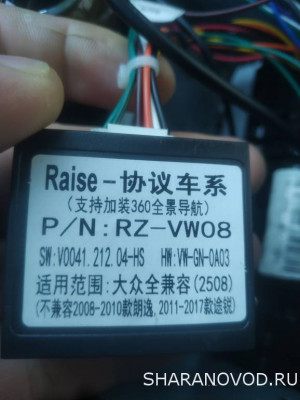 Raise-协议车系
(支持加装360全景导航)
P/N:RZ-VW08
SW:V0041.212.04-HS HW:VW-GN-0A03
适用范围:大众全兼容(2508)
(不兼容2008-2010款朗逸,2011-2017款途锐)
SHARANOVOD.RU